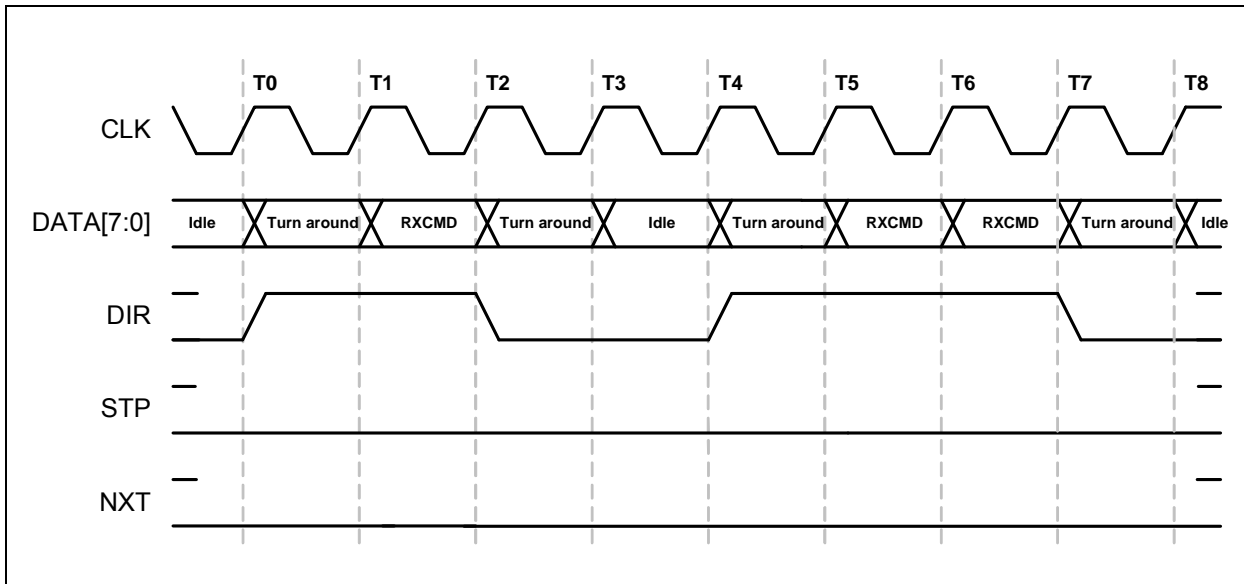 T0 T1 T2 T3 T4 T5 T6 T7 T8
CLK
DATA[7:0] Idle Turn around RXCMD Turn around Idle Turn around RXCMD RXCMD Turn around Idle
DIR
STP
NXT